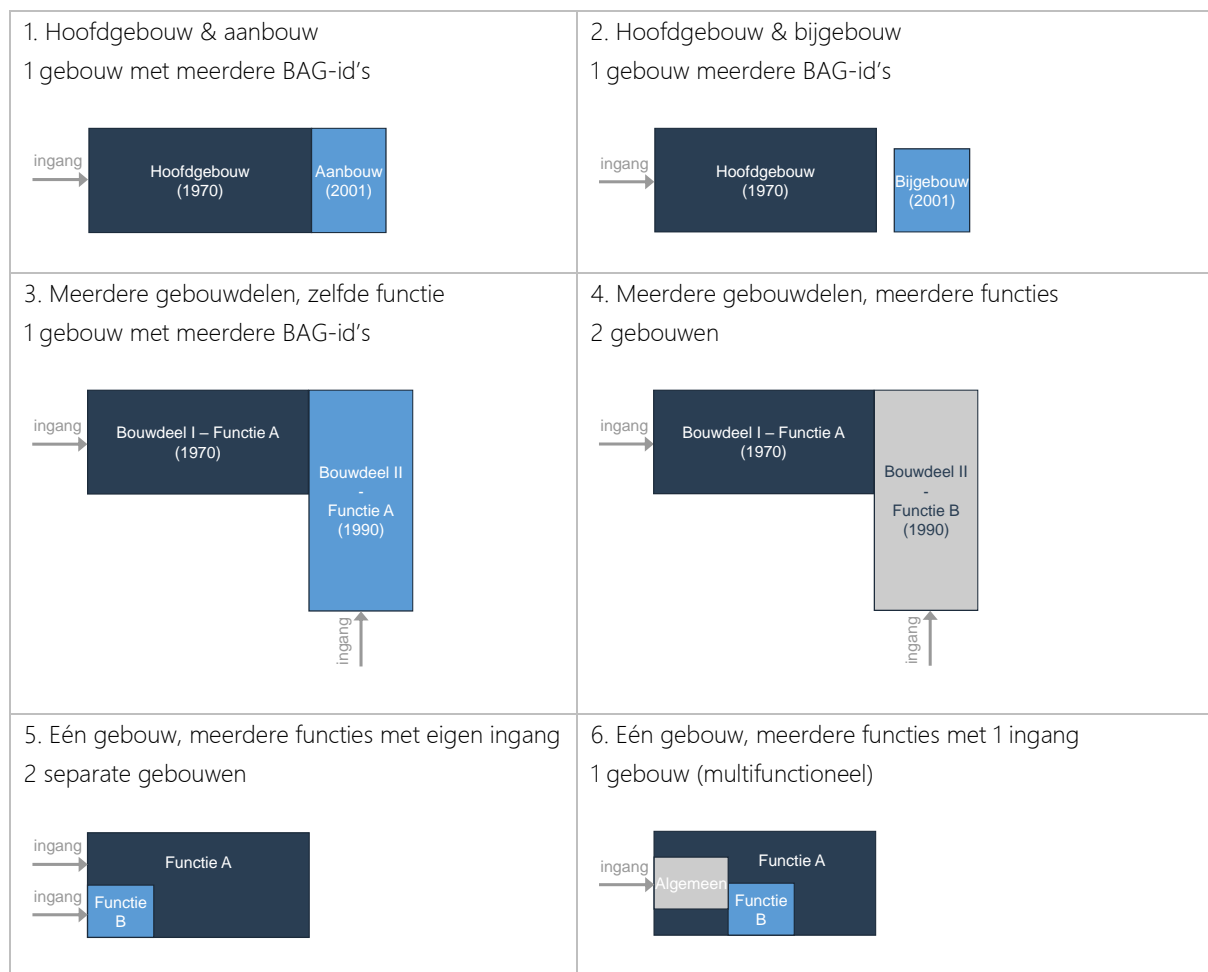 1. Hoofdgebouw & aanbouw
1 gebouw met meerdere BAG-id's
ingang
Hoofdgebouw
(1970)
Aanbouw
(2001)
2. Hoofdgebouw & bijgebouw
1 gebouw meerdere BAG-id's
ingang
Hoofdgebouw
(1970)
Bijgebouw
(2001)
3. Meerdere gebouwdelen, zelfde functie
1 gebouw met meerdere BAG-id's
ingang
Bouwdeel I – Functie A
(1970)
Bouwdeel II
-
Functie A
(1990)
ingang
4. Meerdere gebouwdelen, meerdere functies
2 gebouwen
ingang
Bouwdeel I – Functie A
(1970)
Bouwdeel II
-
Functie B
(1990)
ingang
5. Eén gebouw, meerdere functies met eigen ingang
2 separate gebouwen
ingang
Functie A
ingang
Functie
B
6. Eén gebouw, meerdere functies met 1 ingang
1 gebouw (multifunctioneel)
ingang
Functie A
Algemeen
Functie
B